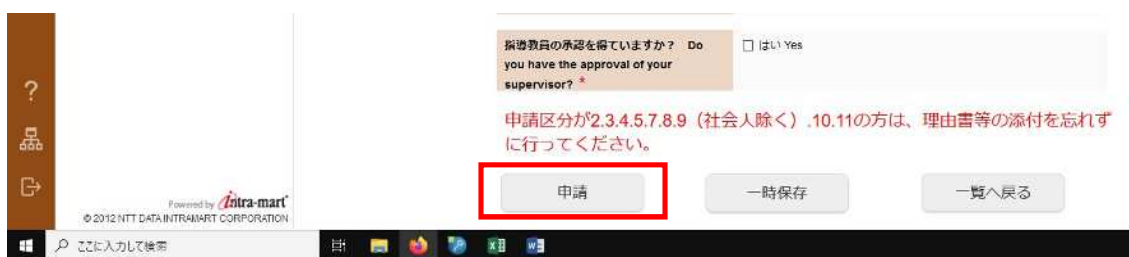 指導教員の承認を得ていますか？ Do
you have the approval of your
supervisor? *
□ はい Yes
申請区分が2.3.4.5.7.8.9（社会人除く）.10.11の方は、理由書等の添付を忘れず
に行ってください。
申請
一時保存
一覧へ戻る
Powered by intra-mart
© 2012 NTT DATA INTRAMART CORPORATION
ここに入力して検索